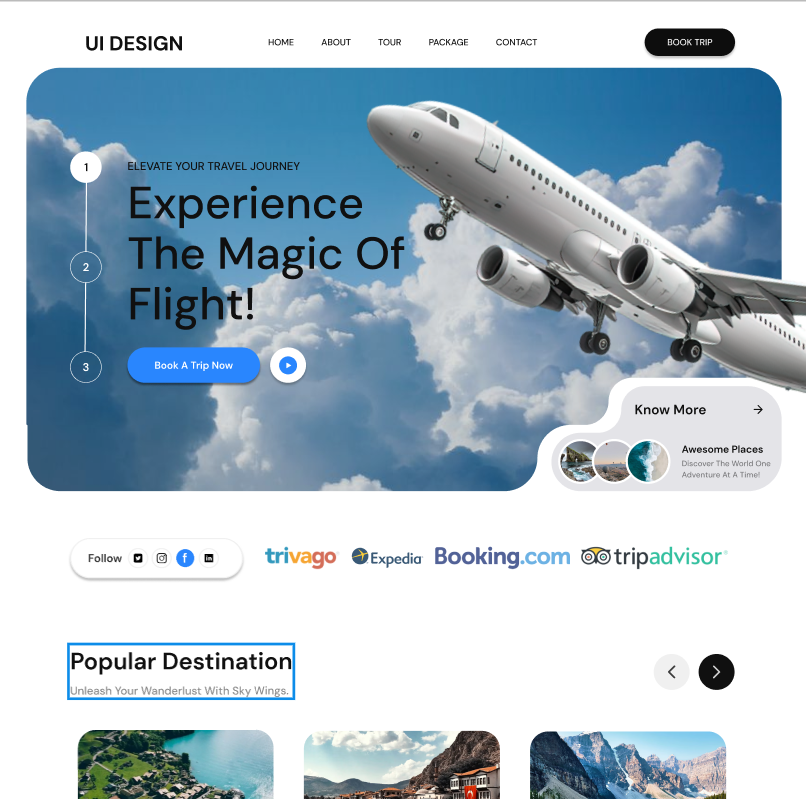 UI DESIGN
HOME
ABOUT
TOUR
PACKAGE
CONTACT
BOOK TRIP
1
ELEVATE YOUR TRAVEL JOURNEY
Experience
The Magic Of
Flight!
2
3
Book A Trip Now
Know More
Awesome Places
Discover The World One
Adventure At A Time!
Follow
trivago
Expedia
Booking.com
tripadvisor
Popular Destination
Unleash Your Wanderlust With Sky Wings.